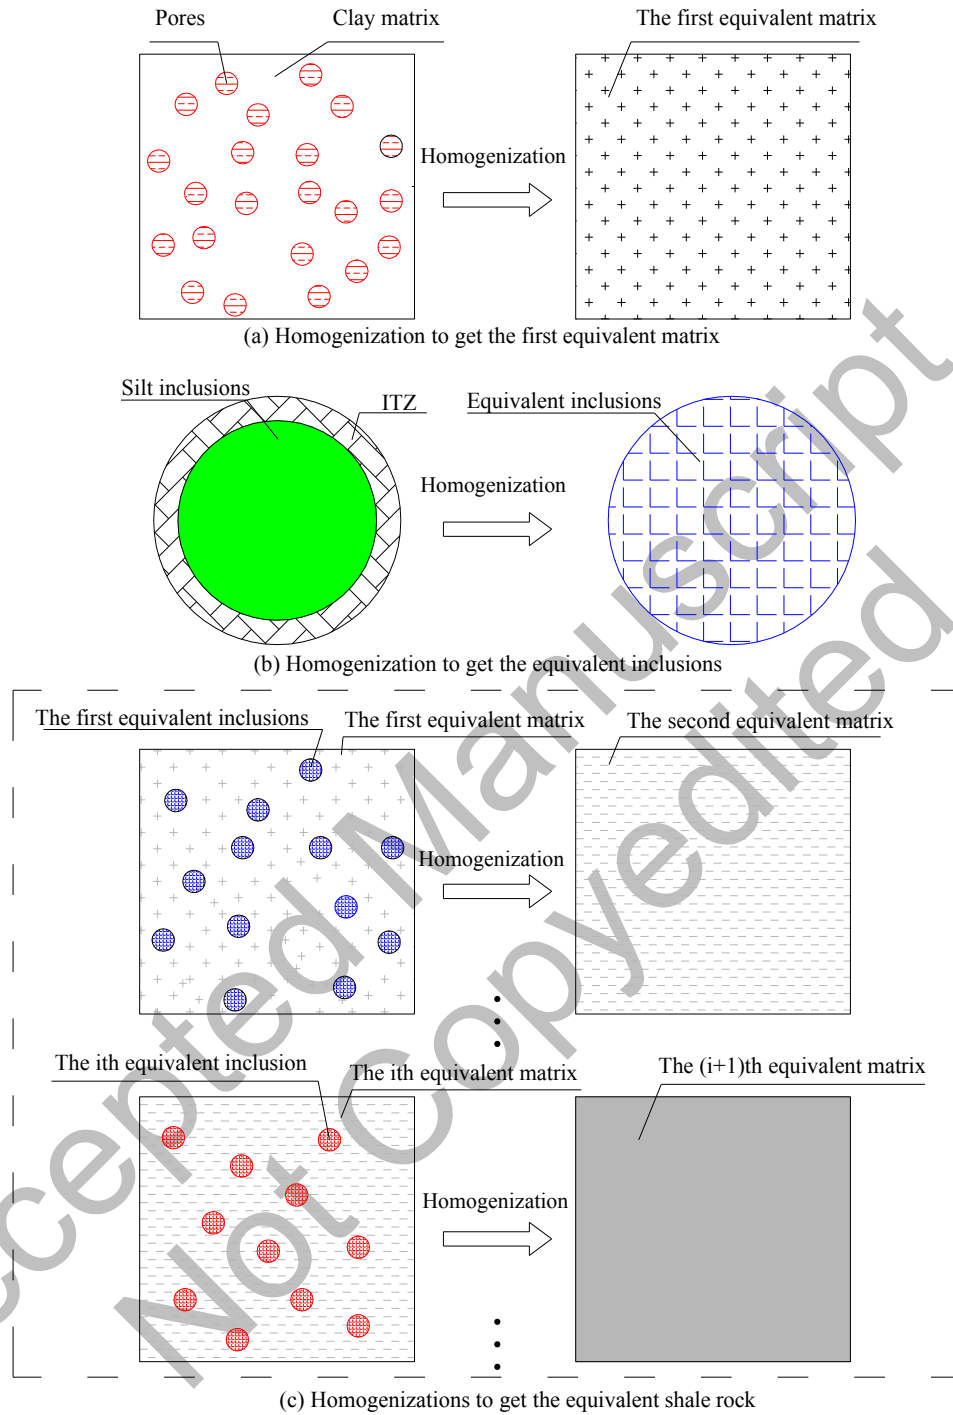 Pores
Clay matrix
The first equivalent matrix
Homogenization
(a) Homogenization to get the first equivalent matrix
Silt inclusions
ITZ
Equivalent inclusions
Homogenization
(b) Homogenization to get the equivalent inclusions
The first equivalent inclusions
The first equivalent matrix
The second equivalent matrix
Homogenization
The ith equivalent inclusion
The ith equivalent matrix
The (i+1)th equivalent matrix
Homogenization
(c) Homogenizations to get the equivalent shale rock
cepted Manuscript
Not Copyedited